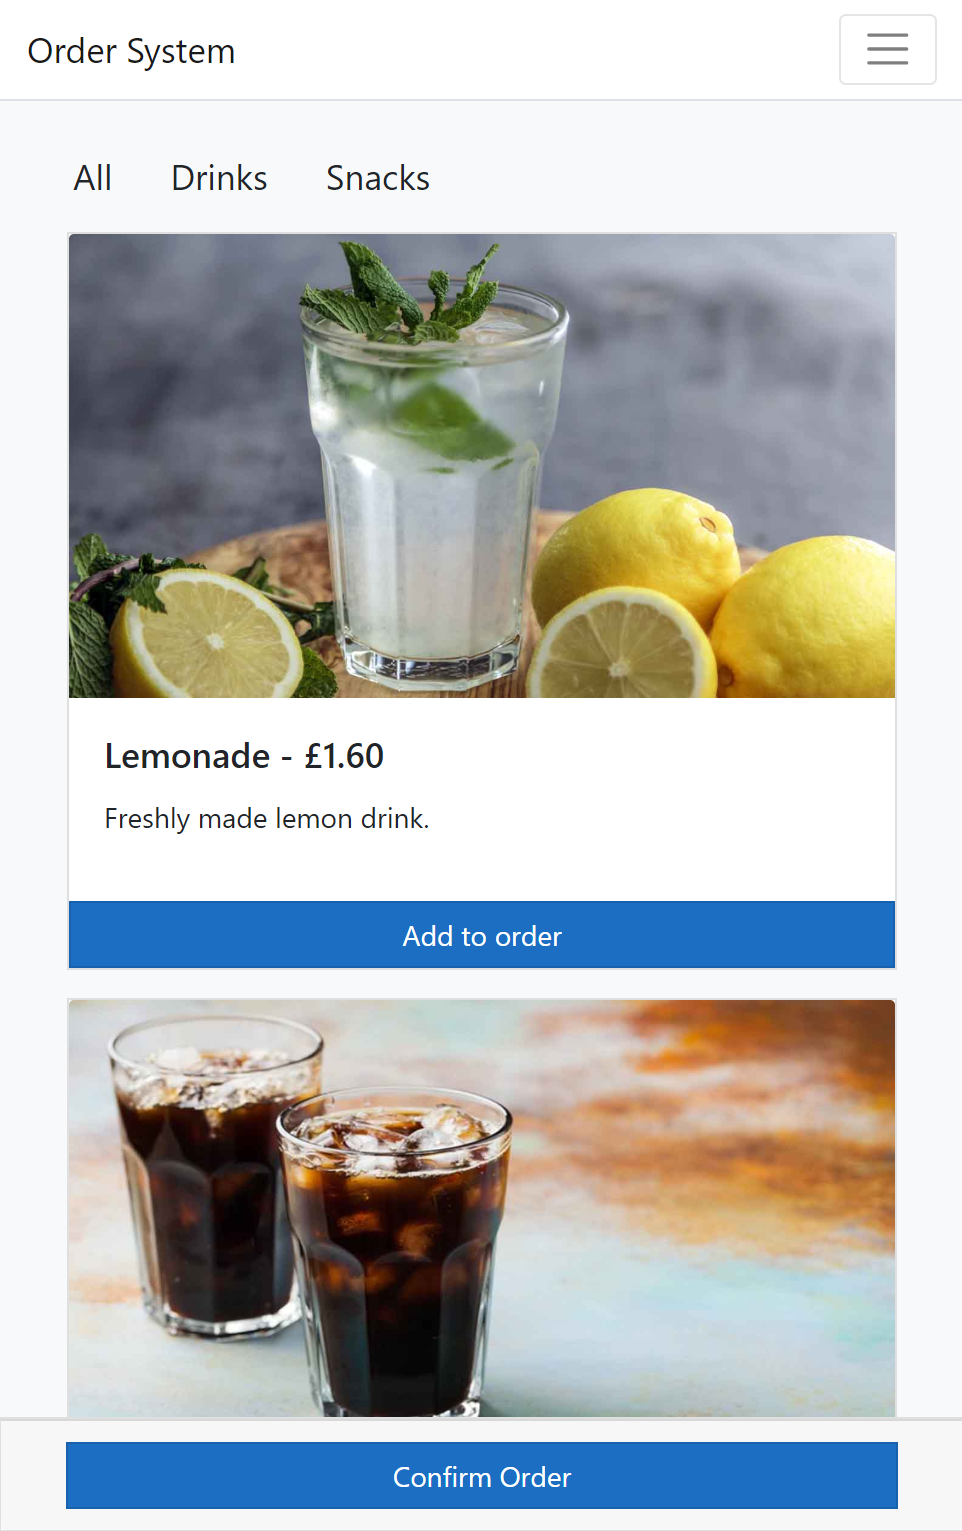 Order System
All Drinks Snacks
Lemonade - £1.60
Freshly made lemon drink.
Add to order
Confirm Order